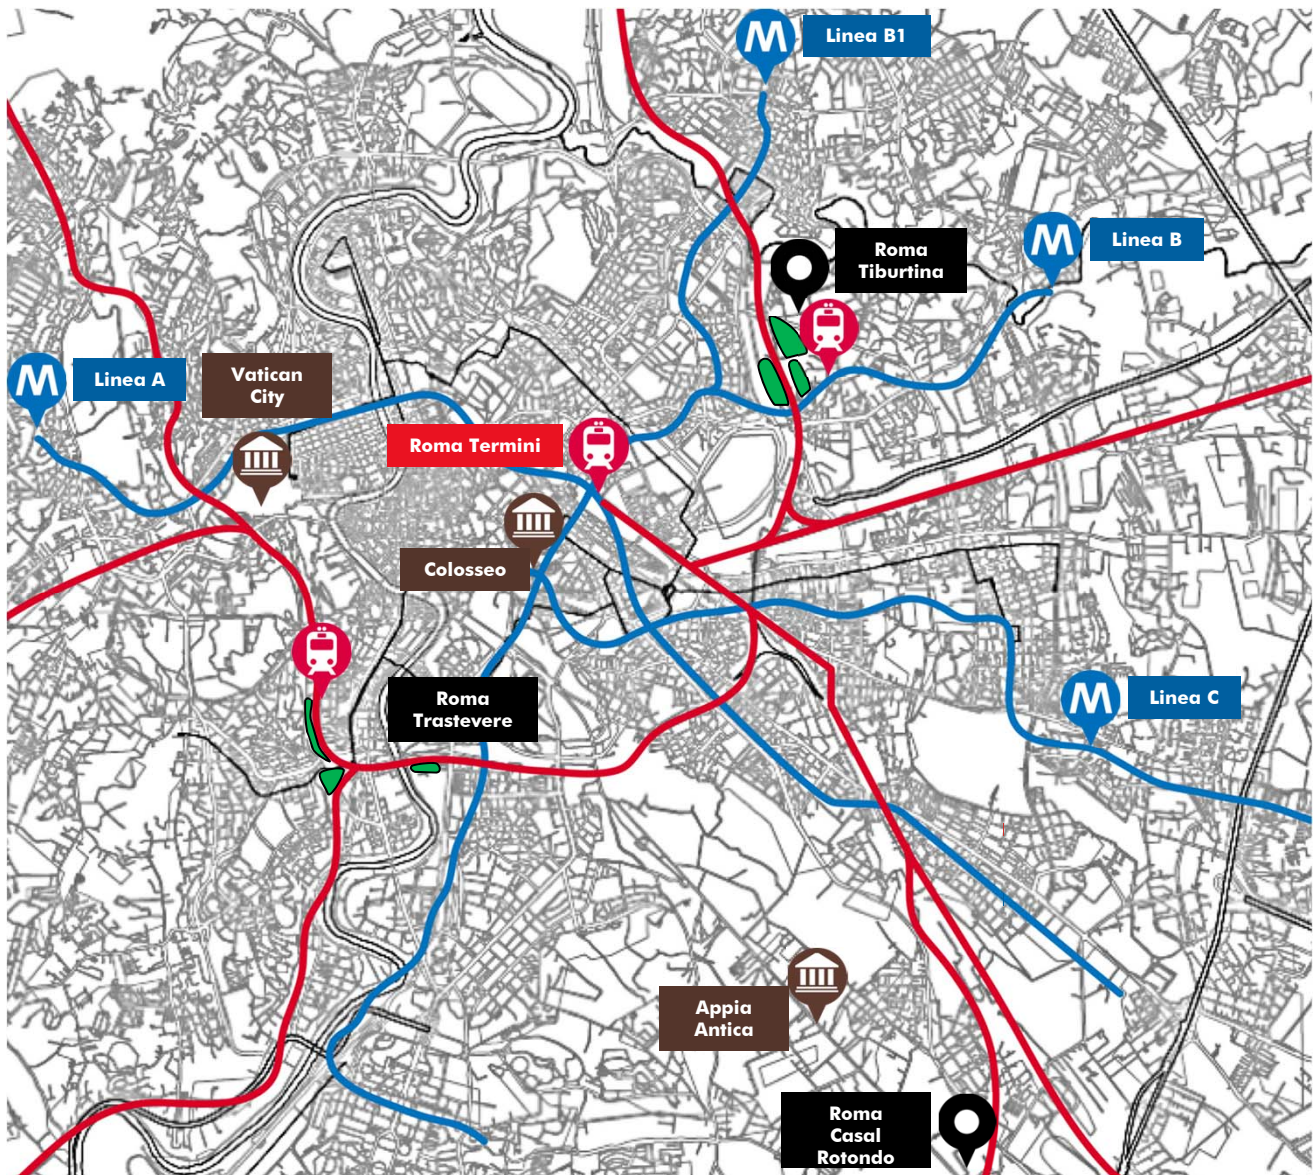 M
Linea B1
M
Linea B
Roma
Tiburtina
M
Linea A
Vatican
City
Roma Termini
Colosseo
Roma
Trastevere
M
Linea C
Appia
Antica
Roma
Casal
Rotondo